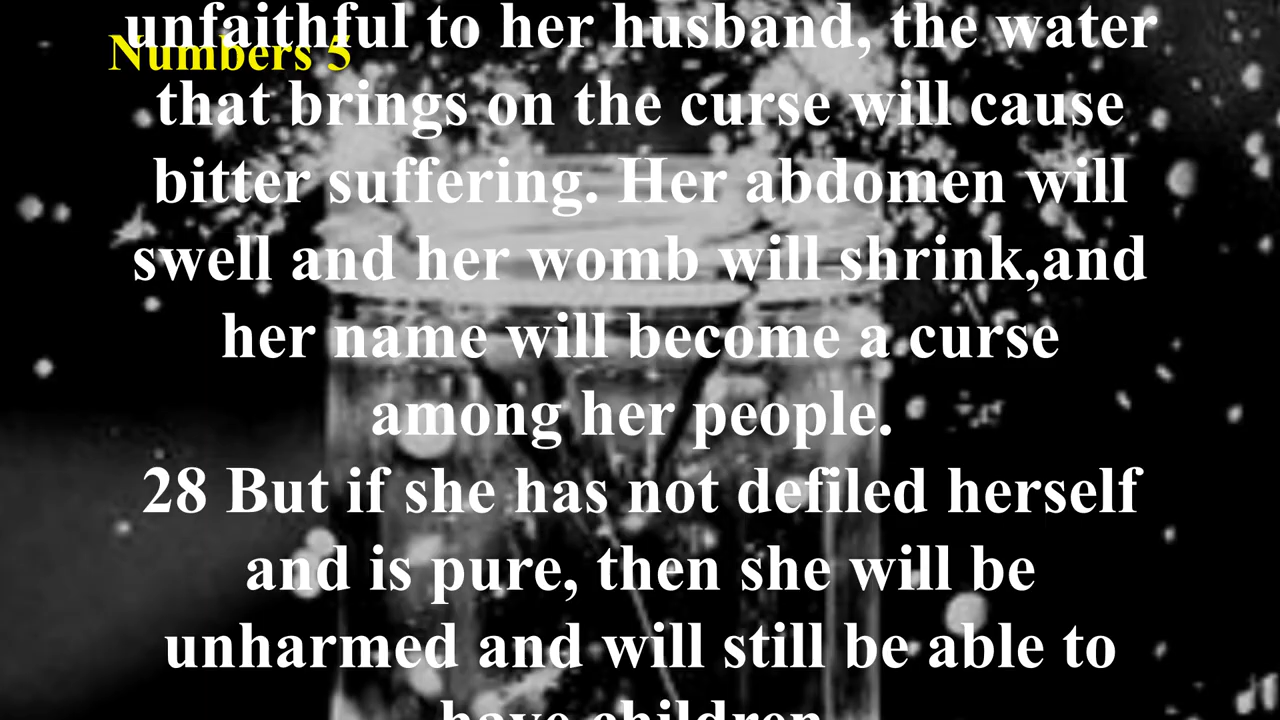 unfaithful to her husband, the water
Numbers 5
that brings on the curse will cause
bitter suffering. Her abdomen will
swell and her womb will shrink,and
her name will become a curse
among her people.
28 But if she has not defiled herself
and is pure, then she will be
unharmed and will still be able to
have children.